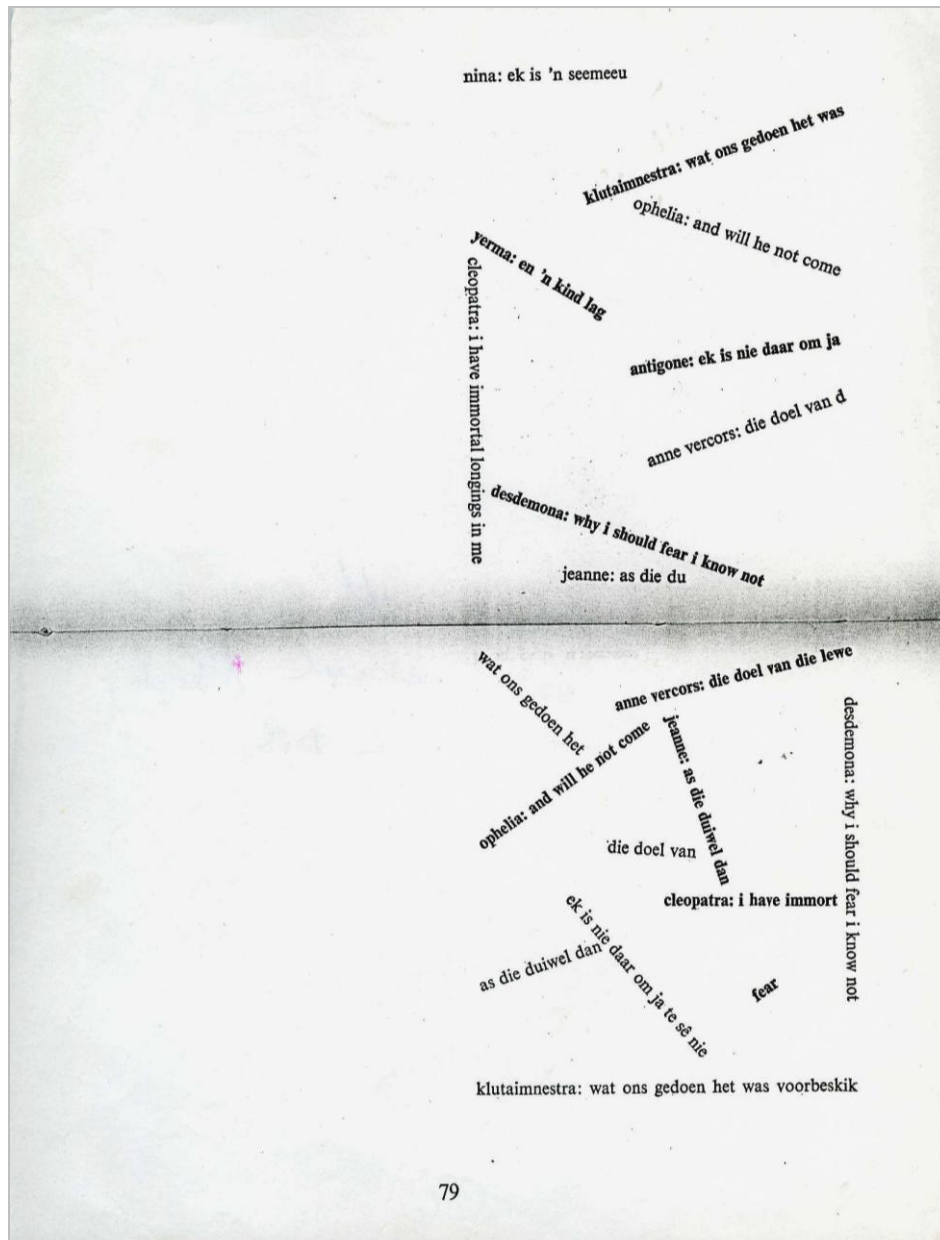 nina: ek is 'n seemeeu
klutaimnestra: wat ons gedoen het was
ophelia: and will he not come
yerma: en 'n kind lag
cleopatra: i have immortal longings in me
antigone: ek is nie daar om ja
anne vercors: die doel van d
desdemona: why i should fear i know not
jeanne: as die du
wat ons gedoen het
anne vercors: die doel van die lewe
ophelia: and will he not come
jeanne: as die duiwel dan
desdemona: why i should fear i know not
die doel van
cleopatra: i have immort
ek is nie daar om ja te sê nie
as die duiwel dan
fear
klutaimnestra: wat ons gedoen het was voorbeskik
79